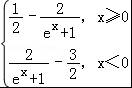 1/2 - 2/(e^x+1), x≥0
2/(e^x+1) - 3/2, x<0